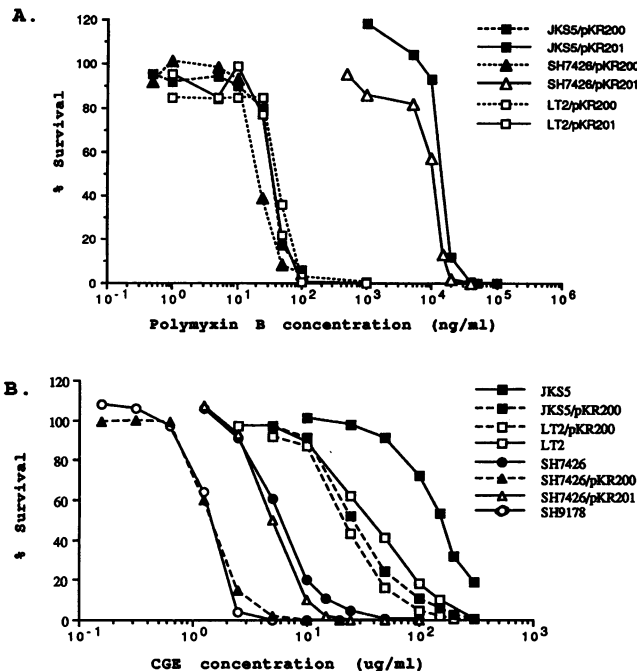 A.
120
100
80
60
40
20
0
% Survival
10-1
100
101
102
103
104
105
106
Polymyxin B concentration (ng/ml)
JKS5/pKR200
JKS5/pKR201
SH7426/pKR200
SH7426/pKR201
LT2/pKR200
LT2/pKR201
B.
120
100
80
60
40
20
0
% Survival
10-1
100
101
102
103
CGE concentration (ug/ml)
JKS5
JKS5/pKR200
LT2/pKR200
LT2
SH7426
SH7426/pKR200
SH7426/pKR201
SH9178